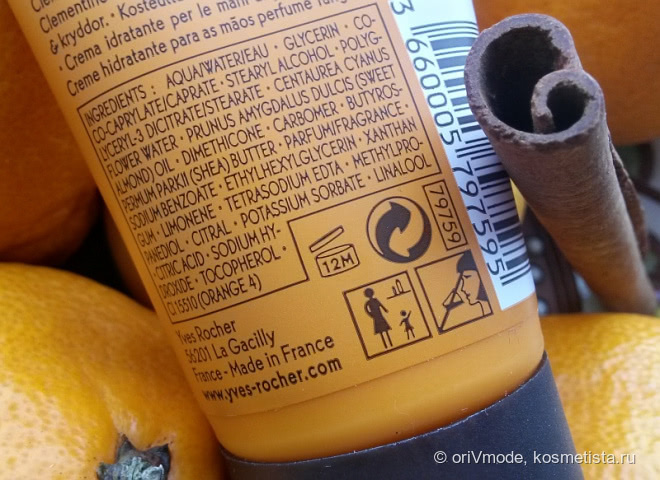 Clementine
& kryddor. • Kosteuttav
• Crema idratante per le mani
Creme hidratante para as mãos perfume
INGREDIENTS : AQUA/WATER/EAU • GLYCERIN • CO-
CO-CAPRYLATE/CAPRATE • STEARYL ALCOHOL • POLYG-
LYCERYL-3 DICITRATE/STEARATE • CENTAUREA CYANUS
FLOWER WATER • PRUNUS AMYGDALUS DULCIS (SWEET
ALMOND) OIL • DIMETHICONE • CARBOMER • BUTYROS-
PERMUM PARKII (SHEA) BUTTER • PARFUM/FRAGRANCE •
SODIUM BENZOATE • ETHYLHEXYLGLYCERIN • XANTHAN
GUM • LIMONENE • TETRASODIUM EDTA • METHYLPRO-
PANEDIOL • CITRAL • POTASSIUM SORBATE • LINALOOL
• CITRIC ACID • SODIUM HY-
DROXIDE • TOCOPHEROL •
CI 15510 (ORANGE 4)
12M
79759
3 660005 797595
Yves Rocher
56201 La Gacilly
France - Made in France
www.yves-rocher.com
© oriVmode, kosmetista.ru